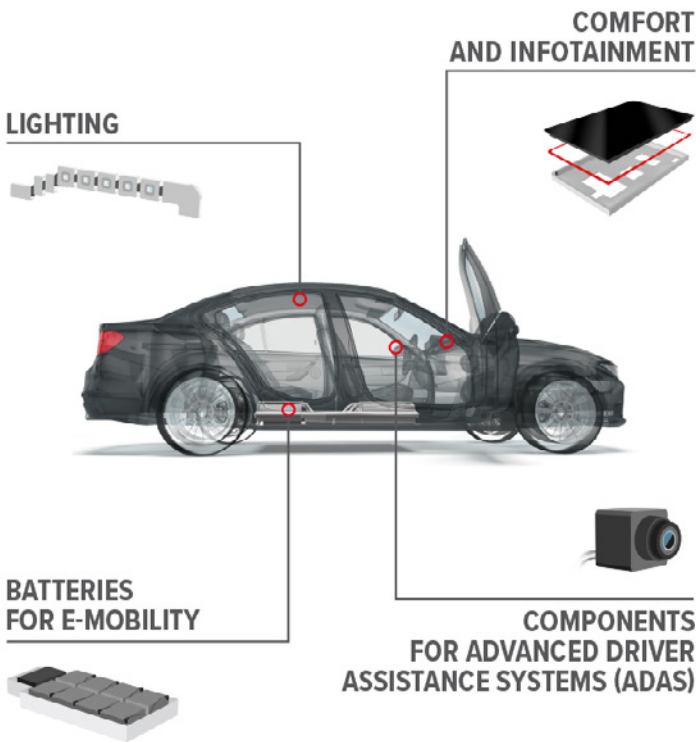 COMFORT
AND INFOTAINMENT
LIGHTING
BATTERIES
FOR E-MOBILITY
COMPONENTS
FOR ADVANCED DRIVER
ASSISTANCE SYSTEMS (ADAS)